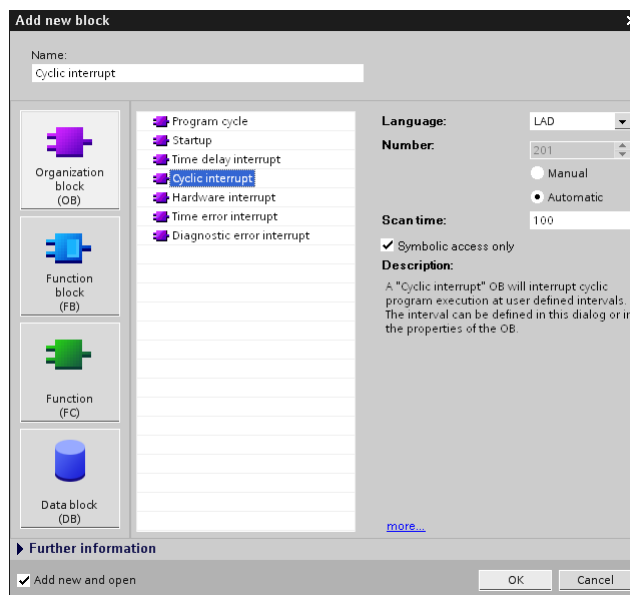 Add new block
Name:
Cyclic interrupt
Organization
block
(OB)
Function
block
(FB)
Function
(FC)
Data block
(DB)
Program cycle
Startup
Time delay interrupt
Cyclic interrupt
Hardware interrupt
Time error interrupt
Diagnostic error interrupt
Language: LAD
Number: 201
Manual
Automatic
Scan time: 100
Symbolic access only
Description:
A "Cyclic interrupt" OB will interrupt cyclic
program execution at user defined intervals.
The interval can be defined in this dialog or in
the properties of the OB.
more...
Further information
Add new and open
OK Cancel